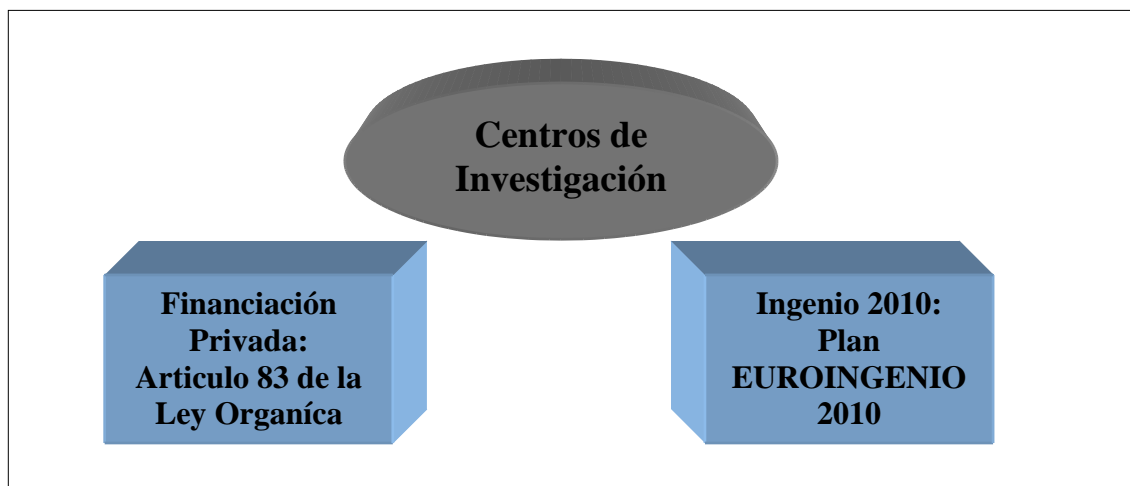 Centros de
Investigación
Financiación
Privada:
Articulo 83 de la
Ley Organíca
Ingenio 2010:
Plan
EUROINGENIO
2010